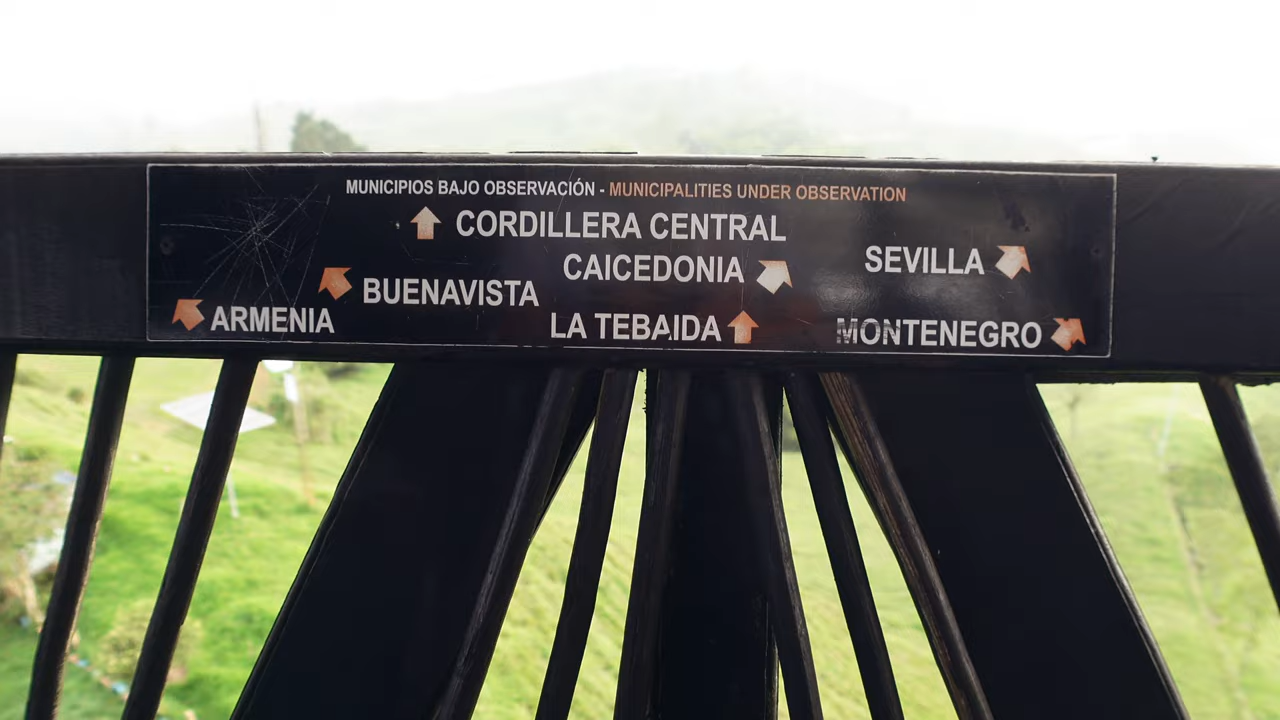 MUNICIPIOS BAJO OBSERVACIÓN - MUNICIPALITIES UNDER OBSERVATION
CORDILLERA CENTRAL
CAICEDONIA
SEVILLA
BUENAVISTA
ARMENIA
LA TEBAIDA
MONTENEGRO